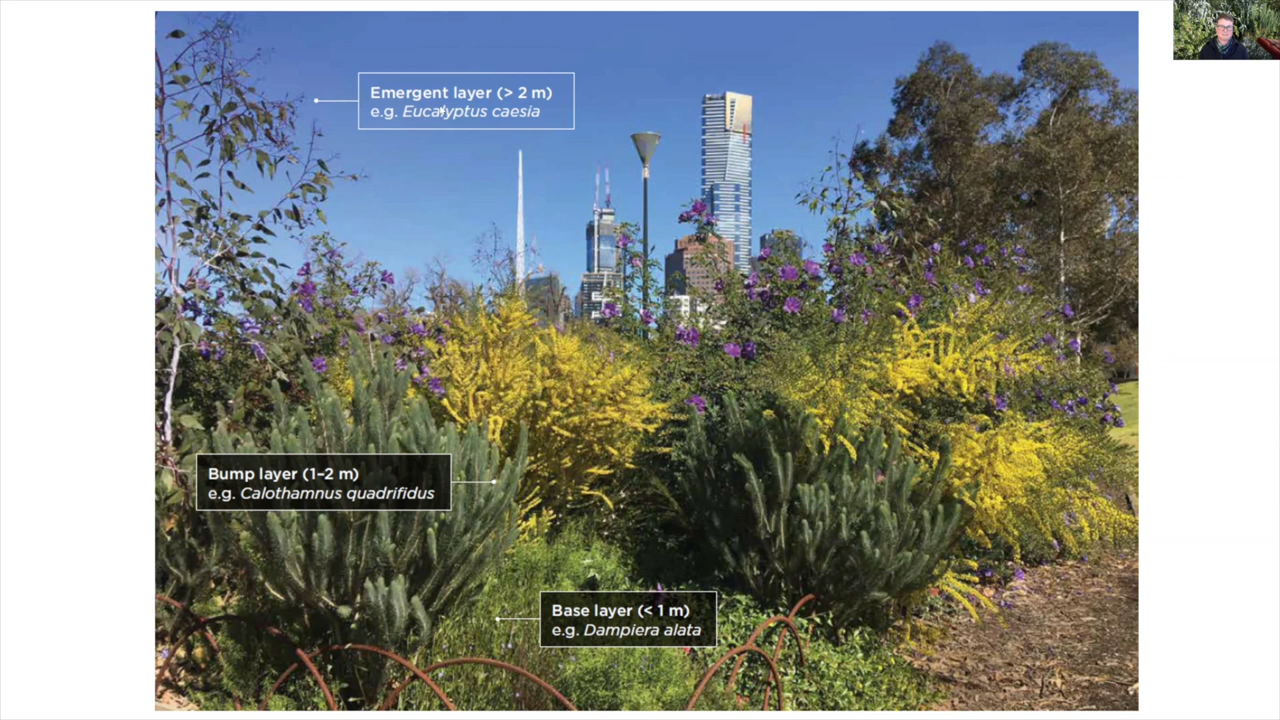 Emergent layer (> 2 m)
e.g. Eucalyptus caesia
Bump layer (1–2 m)
e.g. Calothamnus quadrifidus
Base layer (< 1 m)
e.g. Dampiera alata